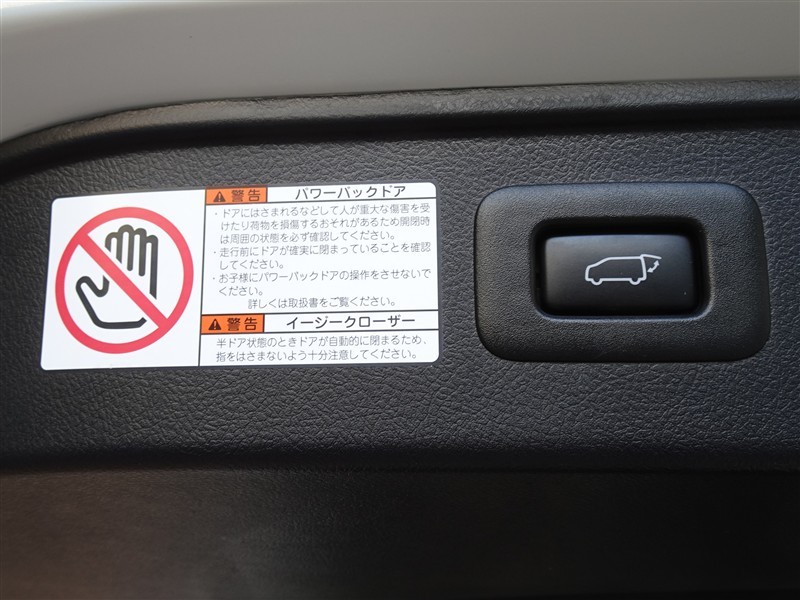 警告 パワーバックドア
・ドアにはさまれるなどして人が重大な傷害を受
けたり荷物を損傷するおそれがあるため開閉時
は周囲の状態を必ず確認してください。
・走行前にドアが確実に閉まっていることを確認
してください。
・お子様にパワーバックドアの操作をさせないで
ください。
詳しくは取扱書をご覧ください。
警告 イージークローザー
半ドア状態のときドアが自動的に閉まるため、
指をはさまないよう十分注意してください。